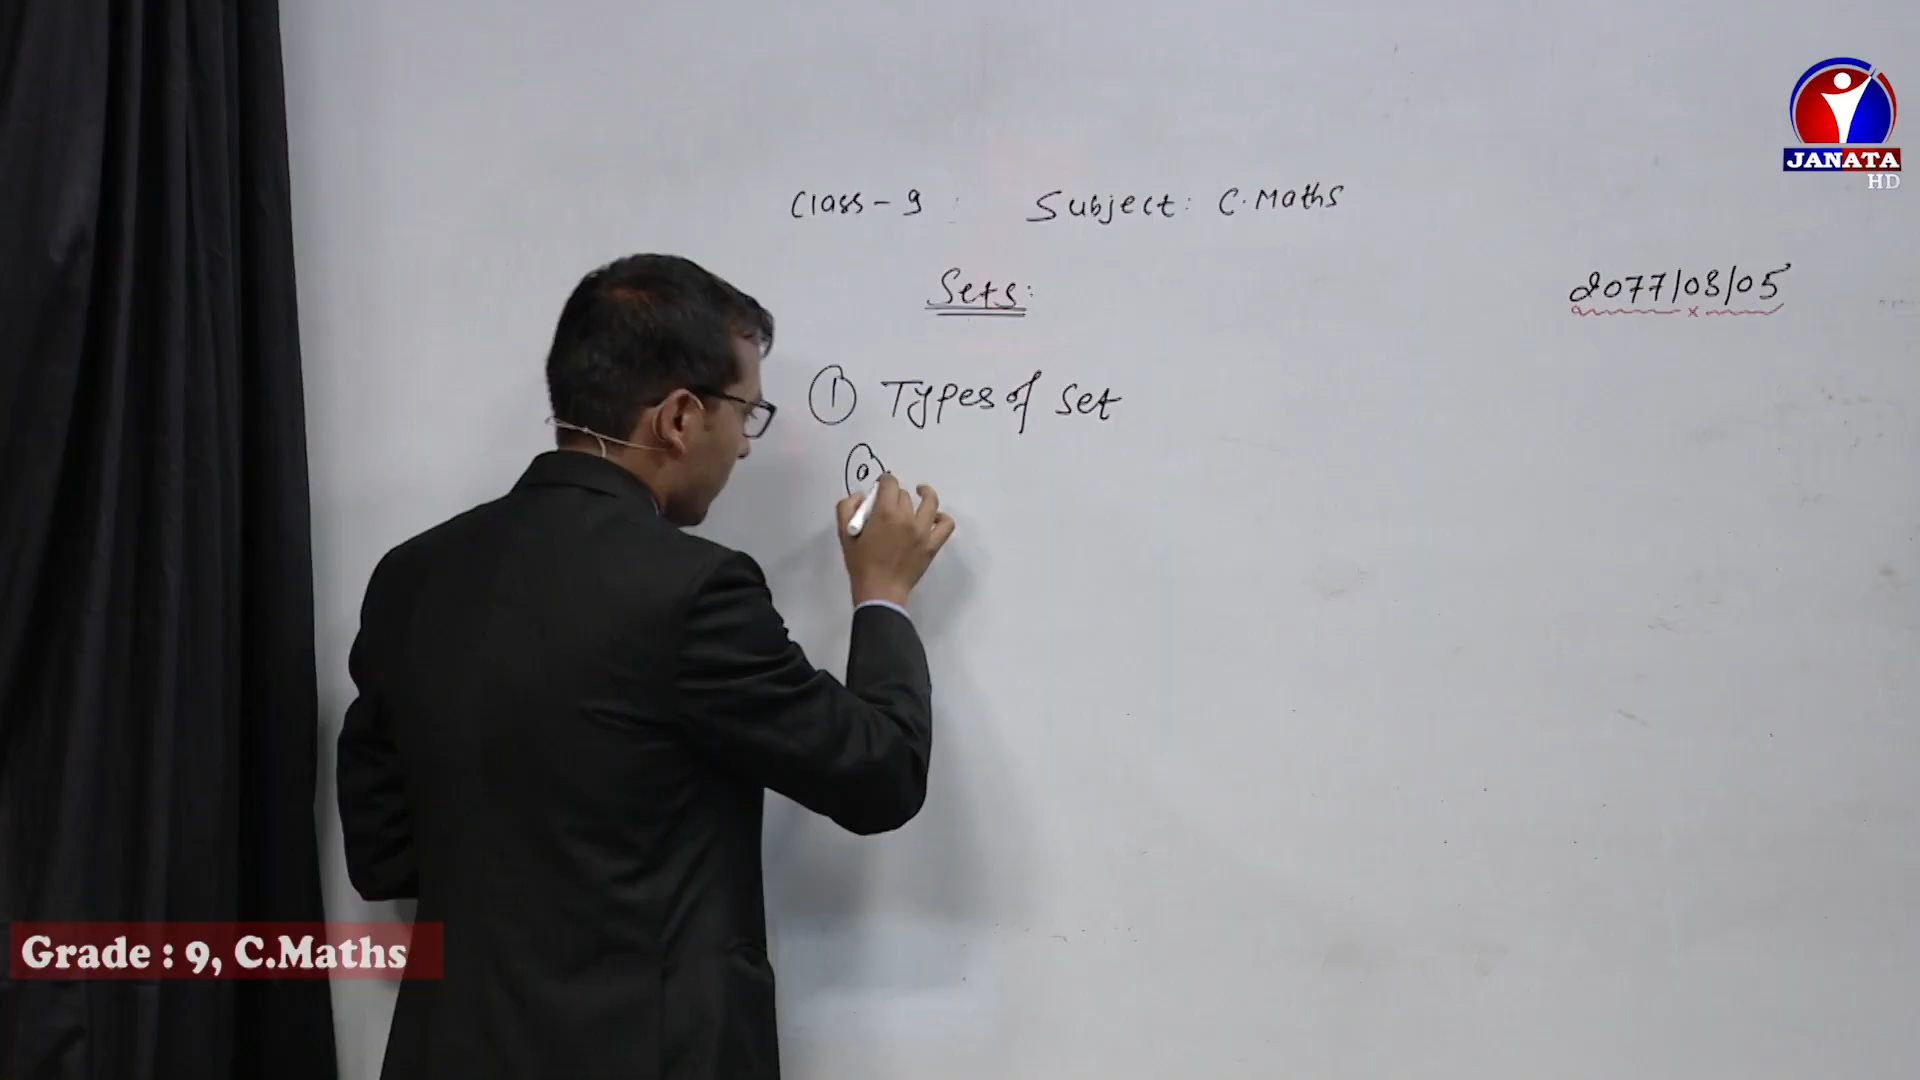 JANATA
HD
Class-9 Subject: C.Maths
Sets:
2077/08/05
① Types of Set
ⓐ
Grade : 9, C.Maths